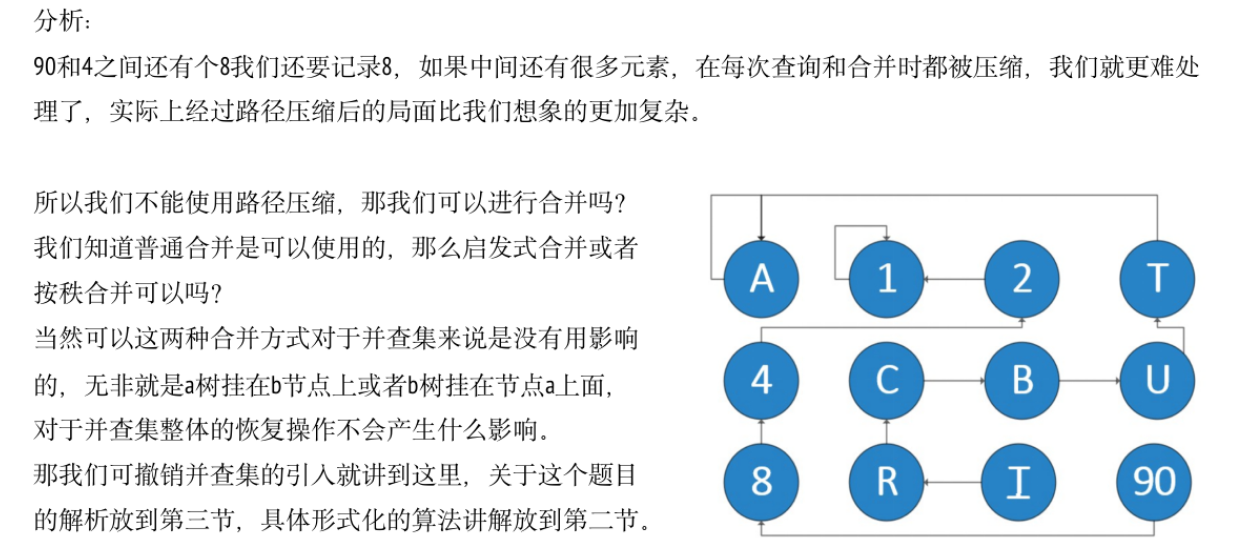 分析:
90和4之间还有个8我们还要记录8，如果中间还有很多元素，在每次查询和合并时都被压缩，我们就更难处
理了，实际上经过路径压缩后的局面比我们想象的更加复杂。
所以我们不能使用路径压缩，那我们可以进行合并吗?
我们知道普通合并是可以使用的，那么启发式合并或者
按秩合并可以吗?
当然可以这两种合并方式对于并查集来说是没有用影响
的，无非就是a树挂在b节点上或者b树挂在节点a上面，
对于并查集整体的恢复操作不会产生什么影响。
那我们可撤销并查集的引入就讲到这里，关于这个题目
的解析放到第三节，具体形式化的算法讲解放到第二节。
A 1 2 T
4 C B U
8 R I 90